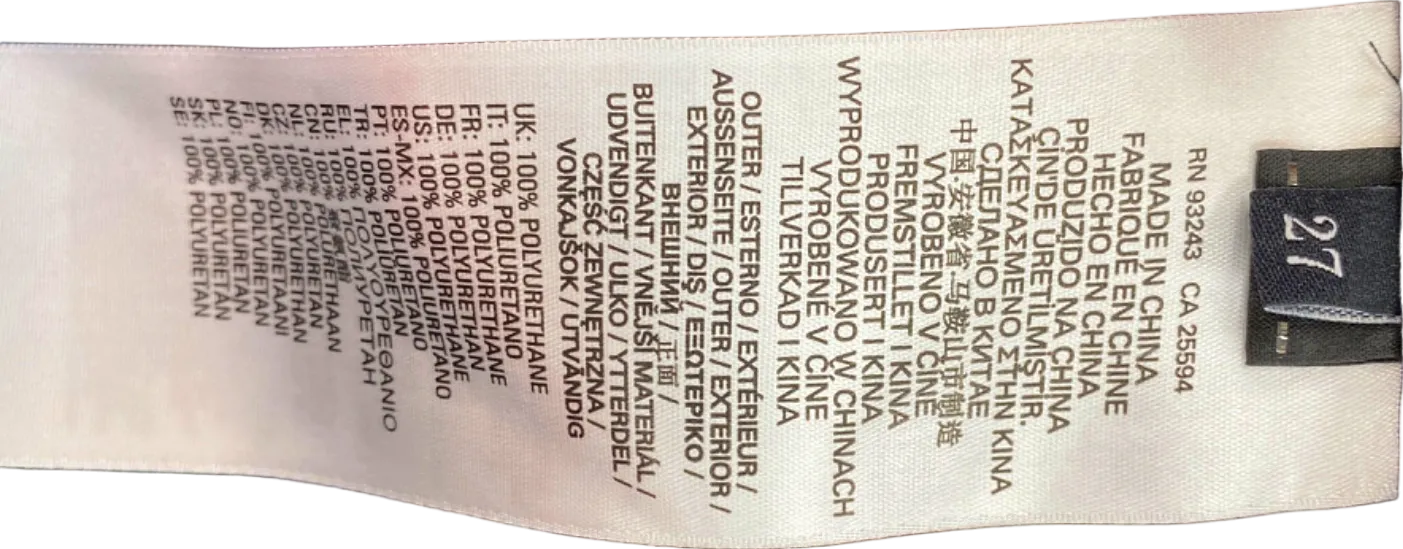 27
RN 93243 CA 25594
MADE IN CHINA
FABRIQUÉ EN CHINE
HECHO EN CHINA
PRODUZIDO NA CHINA
ÇİN'DE ÜRETİLMİŞTİR.
ΚΑΤΑΣΚΕΥΑΣΜΕΝΟ ΣΤΗΝ ΚΙΝΑ
СДЕЛАНО В КИТАЕ
中国 安徽省 马鞍山市制造
VYROBENO V ČÍNĚ
FREMSTILLET I KINA
PRODUSERT I KINA
WYPRODUKOWANO W CHINACH
VYROBENÉ V ČÍNE
TILLVERKAD I KINA
OUTER / ESTERNO / EXTÉRIEUR /
AUSSENSEITE / OUTER / EXTERIOR /
EXTERIOR / DIŞ / ΕΞΩΤΕΡΙΚΟ /
ВНЕШНИЙ / 正面 /
BUITENKANT / VNĚJŠÍ MATERIÁL /
UDVENDIGT / ULKO / YTTERDEL /
CZĘŚĆ ZEWNĘTRZNA /
VONKAJŠOK / UTVÄNDIG
UK: 100% POLYURETHANE
IT: 100% POLIURETANO
FR: 100% POLYURETHANE
DE: 100% POLYURETHAN
US: 100% POLYURETHANE
ES-MX: 100% POLIURETANO
PT: 100% POLIURETANO
TR: 100% POLIÜRETAN
EL: 100% ΠΟΛΥΟΥΡΕΘΑΝΙΟ
RU: 100% ПОЛИУРЕТАН
CN: 100% 聚氨酯
NL: 100% POLYURETHAAN
CZ: 100% POLYURETAN
DK: 100% POLYURETHAN
FI: 100% POLYURETAANI
NO: 100% POLYURETAN
PL: 100% POLIURETAN
SK: 100% POLYURETÁN
SE: 100% POLYURETAN